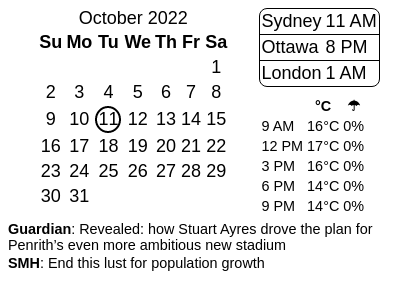 October 2022
Su Mo Tu We Th Fr Sa
1
2 3 4 5 6 7 8
9 10 11 12 13 14 15
16 17 18 19 20 21 22
23 24 25 26 27 28 29
30 31
Sydney 11 AM
Ottawa 8 PM
London 1 AM
°C ☂
9 AM 16°C 0%
12 PM 17°C 0%
3 PM 16°C 0%
6 PM 14°C 0%
9 PM 14°C 0%
Guardian: Revealed: how Stuart Ayres drove the plan for
Penrith’s even more ambitious new stadium
SMH: End this lust for population growth